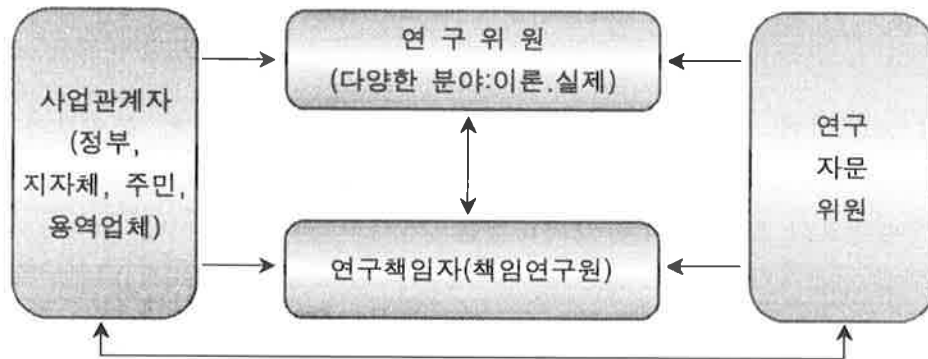 연 구 위 원
(다양한 분야:이론.실제)
사업관계자
(정부,
지자체, 주민,
용역업체)
연구
자문
위원
연구책임자(책임연구원)